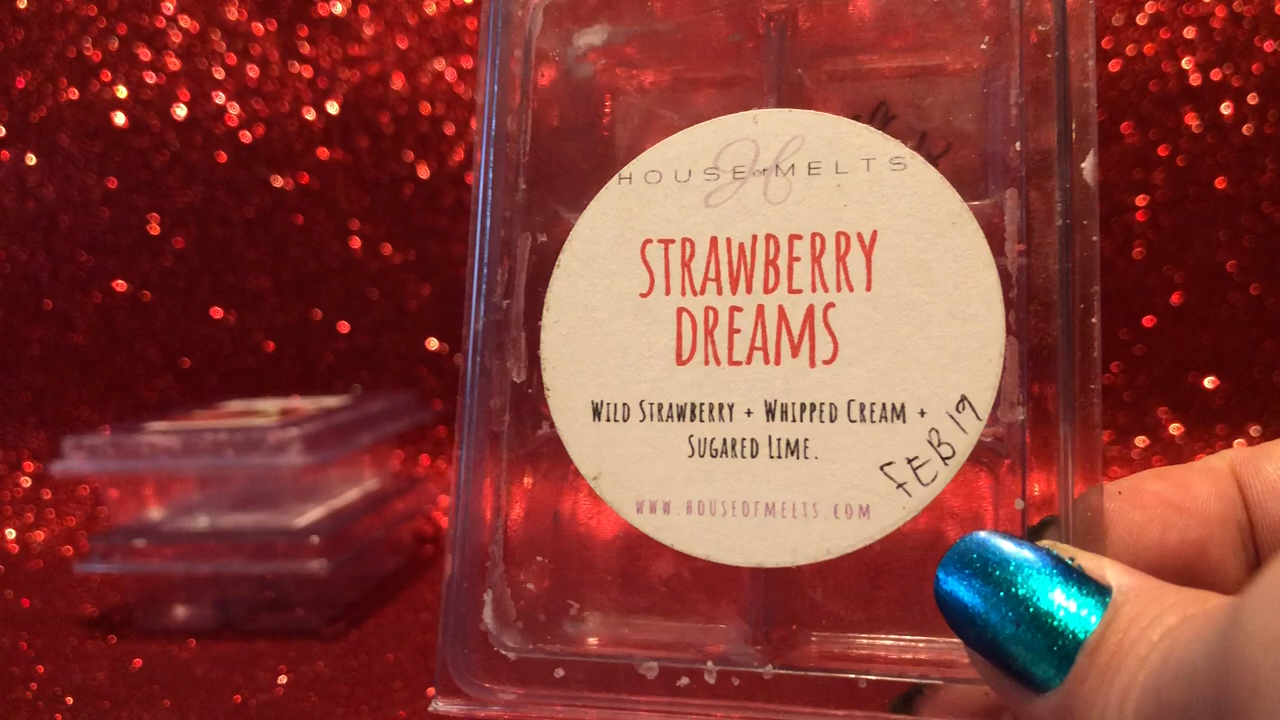 HOUSE of MELTS
STRAWBERRY
DREAMS
WILD STRAWBERRY + WHIPPED CREAM +
SUGARED LIME.
FEB 19
WWW.HOUSEOFMELTS.COM